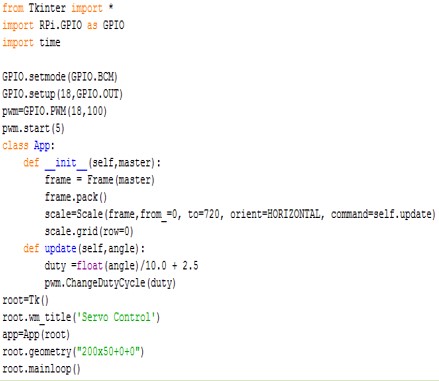 from Tkinter import *
import RPi.GPIO as GPIO
import time

GPIO.setmode(GPIO.BCM)
GPIO.setup(18,GPIO.OUT)
pwm=GPIO.PWM(18,100)
pwm.start(5)
class App:
    def __init__(self,master):
        frame = Frame(master)
        frame.pack()
        scale=Scale(frame,from_=0, to=720, orient=HORIZONTAL, command=self.update)
        scale.grid(row=0)
    def update(self,angle):
        duty =float(angle)/10.0 + 2.5
        pwm.ChangeDutyCycle(duty)
root=Tk()
root.wm_title('Servo Control')
app=App(root)
root.geometry("200x50+0+0")
root.mainloop()